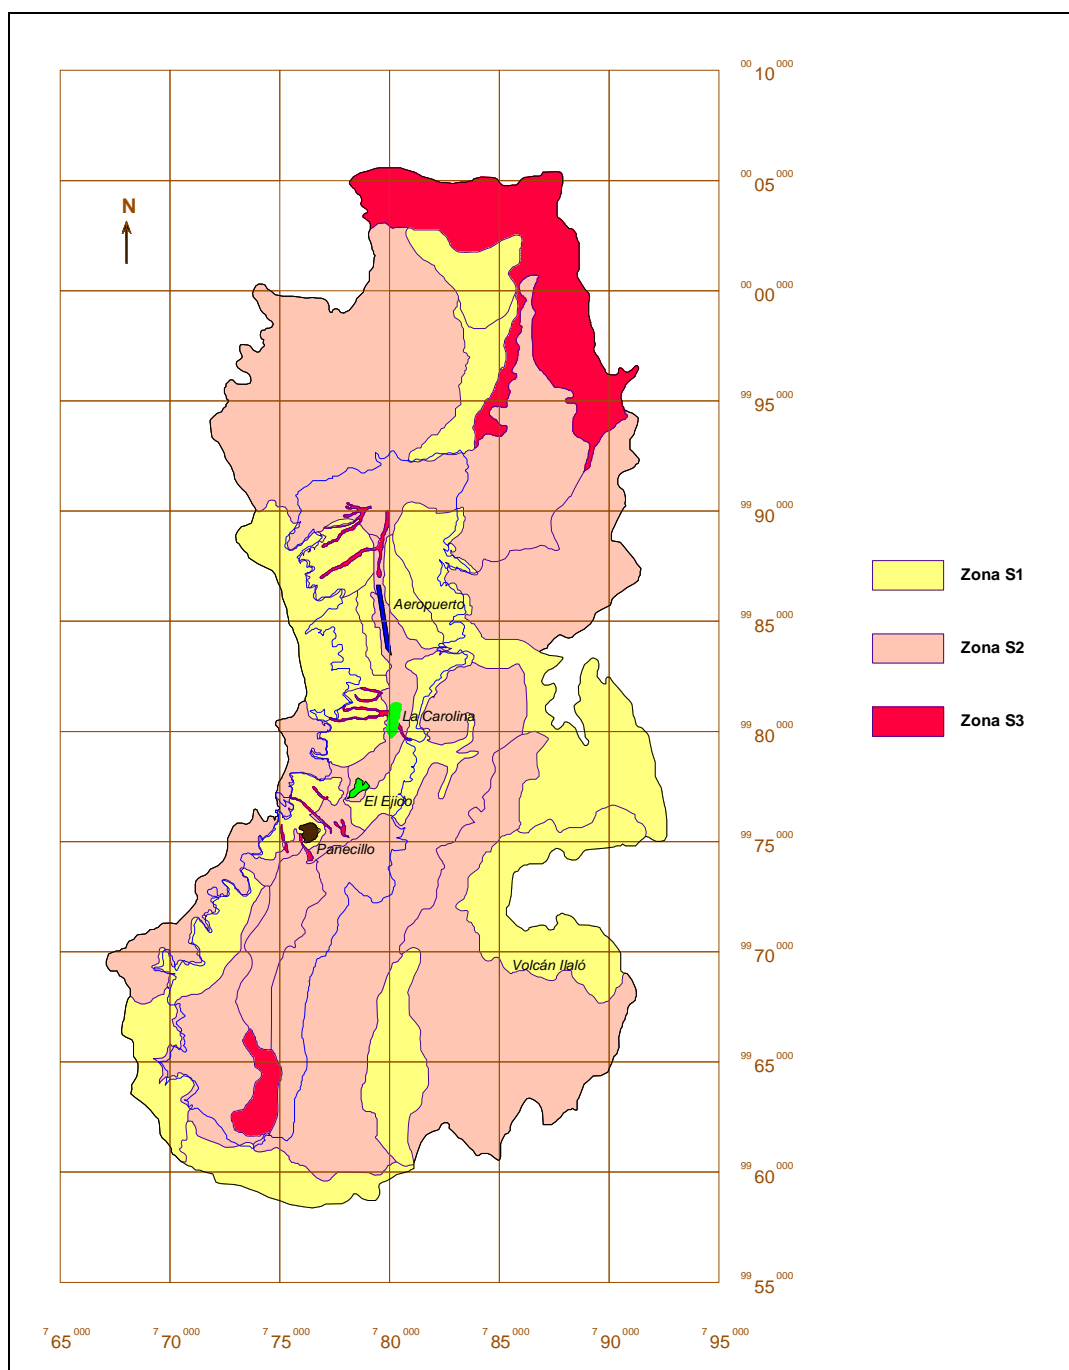 00 10 000
N
00 05 000
00 00 000
99 95 000
99 90 000
Zona S1
Aeropuerto
99 85 000
Zona S2
La Carolina
Zona S3
99 80 000
El Ejido
99 75 000
Panecillo
99 70 000
Volcán Ilaló
99 65 000
99 60 000
99 55 000
7 65 000 7 70 000 7 75 000 7 80 000 7 85 000 7 90 000 7 95 000